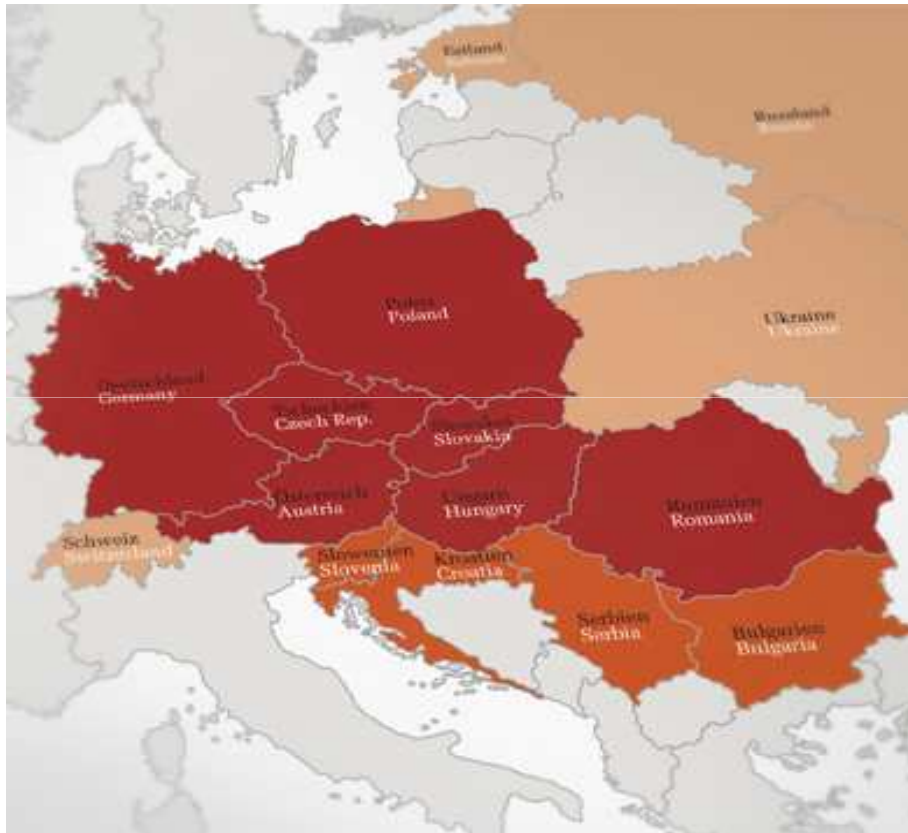 Estland
Russland
Ukraine
Ukraine
Polen
Poland
Deutschland
Germany
Czech Rep.
Slovakia
Österreich
Austria
Ungarn
Hungary
Rumänien
Romania
Schweiz
Switzerland
Slowenien
Slovenia
Kroatien
Croatia
Serbien
Serbia
Bulgarien
Bulgaria